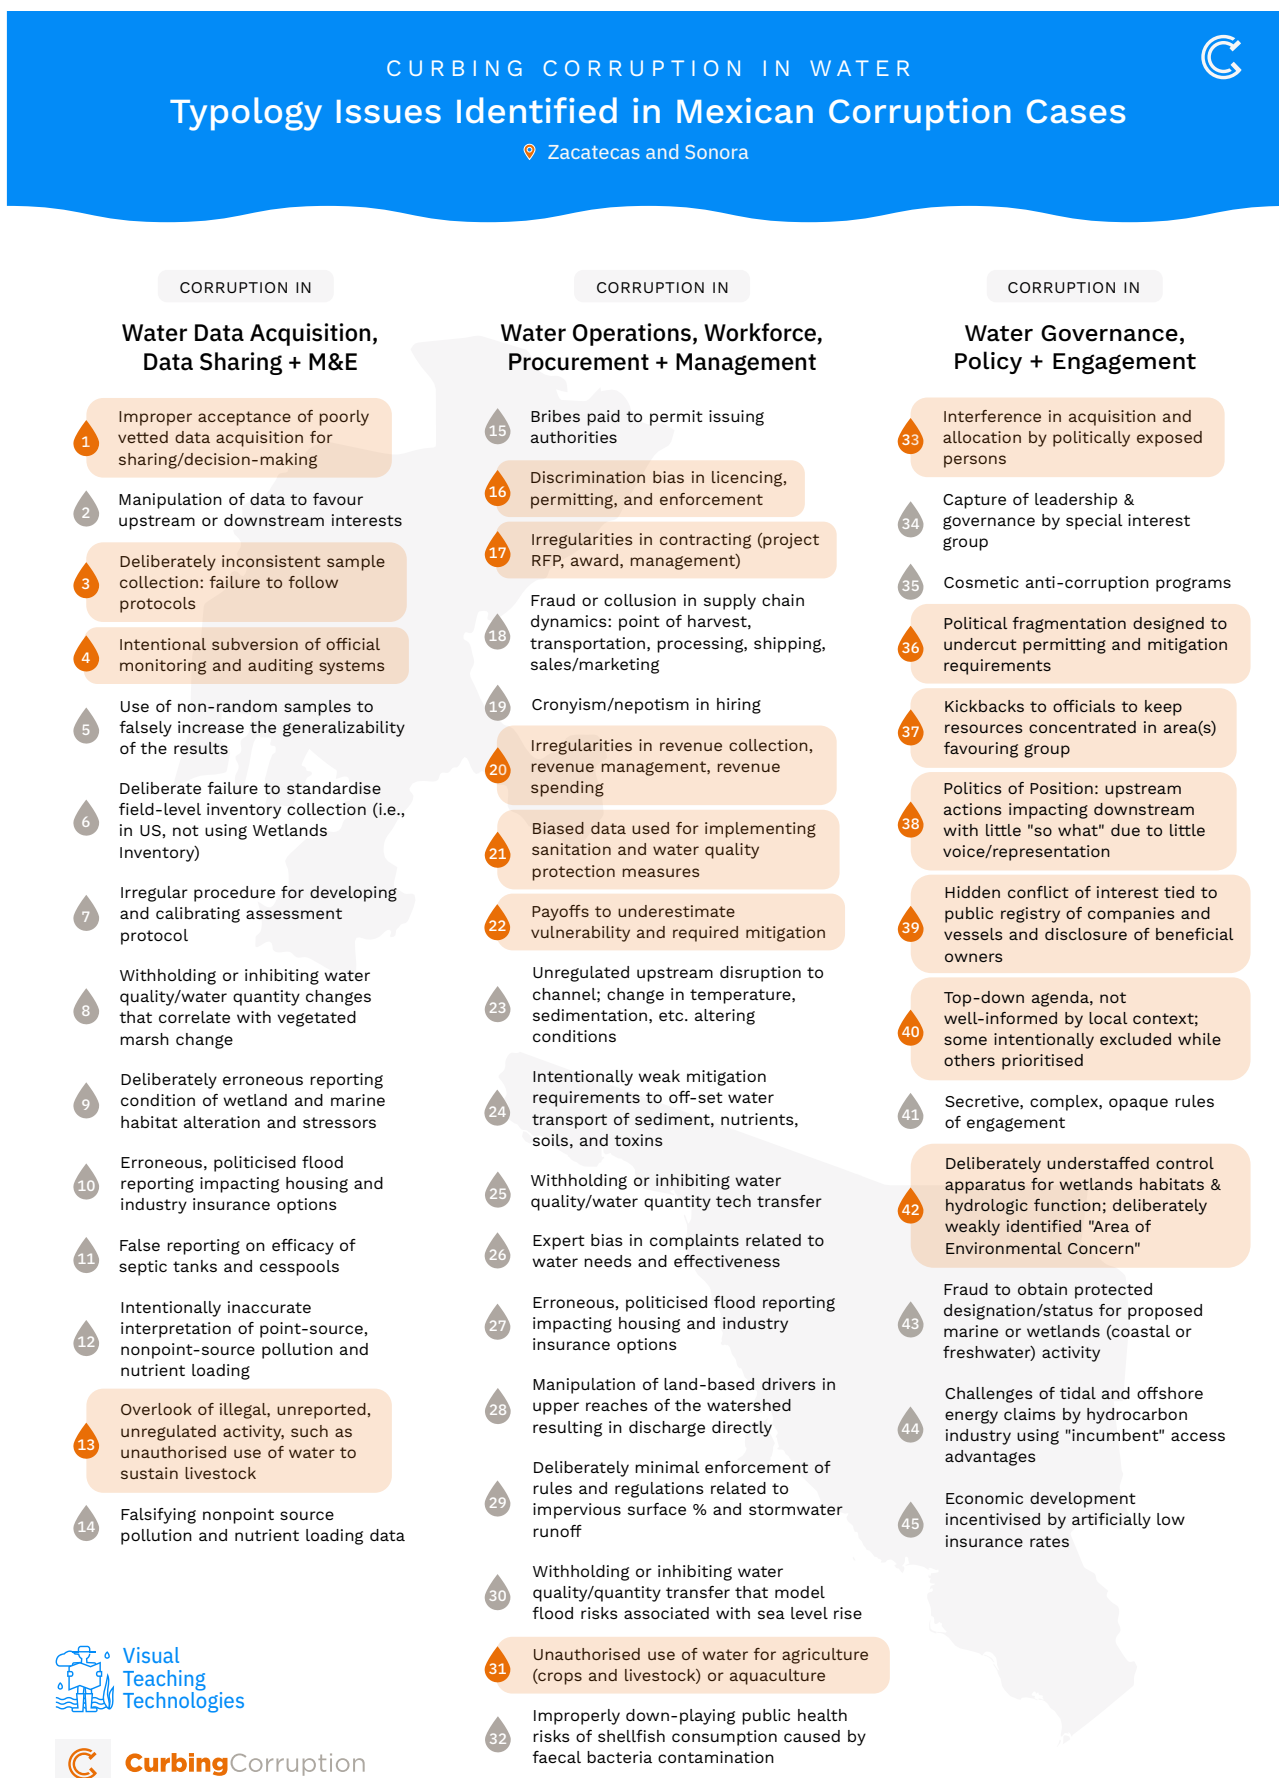 CURBING CORRUPTION IN WATER
Typology Issues Identified in Mexican Corruption Cases
Zacatecas and Sonora
CORRUPTION IN
Water Data Acquisition,
Data Sharing + M&E
1
Improper acceptance of poorly
vetted data acquisition for
sharing/decision-making
2
Manipulation of data to favour
upstream or downstream interests
3
Deliberately inconsistent sample
collection: failure to follow
protocols
4
Intentional subversion of official
monitoring and auditing systems
5
Use of non-random samples to
falsely increase the generalizability
of the results
6
Deliberate failure to standardise
field-level inventory collection (i.e.,
in US, not using Wetlands
Inventory)
7
Irregular procedure for developing
and calibrating assessment
protocol
8
Withholding or inhibiting water
quality/water quantity changes
that correlate with vegetated
marsh change
9
Deliberately erroneous reporting
condition of wetland and marine
habitat alteration and stressors
10
Erroneous, politicised flood
reporting impacting housing and
industry insurance options
11
False reporting on efficacy of
septic tanks and cesspools
12
Intentionally inaccurate
interpretation of point-source,
nonpoint-source pollution and
nutrient loading
13
Overlook of illegal, unreported,
unregulated activity, such as
unauthorised use of water to
sustain livestock
14
Falsifying nonpoint source
pollution and nutrient loading data
CORRUPTION IN
Water Operations, Workforce,
Procurement + Management
15
Bribes paid to permit issuing
authorities
16
Discrimination bias in licencing,
permitting, and enforcement
17
Irregularities in contracting (project
RFP, award, management)
18
Fraud or collusion in supply chain
dynamics: point of harvest,
transportation, processing, shipping,
sales/marketing
19
Cronyism/nepotism in hiring
20
Irregularities in revenue collection,
revenue management, revenue
spending
21
Biased data used for implementing
sanitation and water quality
protection measures
22
Payoffs to underestimate
vulnerability and required mitigation
23
Unregulated upstream disruption to
channel; change in temperature,
sedimentation, etc. altering
conditions
24
Intentionally weak mitigation
requirements to off-set water
transport of sediment, nutrients,
soils, and toxins
25
Withholding or inhibiting water
quality/water quantity tech transfer
26
Expert bias in complaints related to
water needs and effectiveness
27
Erroneous, politicised flood reporting
impacting housing and industry
insurance options
28
Manipulation of land-based drivers in
upper reaches of the watershed
resulting in discharge directly
29
Deliberately minimal enforcement of
rules and regulations related to
impervious surface % and stormwater
runoff
30
Withholding or inhibiting water
quality/quantity transfer that model
flood risks associated with sea level rise
31
Unauthorised use of water for agriculture
(crops and livestock) or aquaculture
32
Improperly down-playing public health
risks of shellfish consumption caused by
faecal bacteria contamination
CORRUPTION IN
Water Governance,
Policy + Engagement
33
Interference in acquisition and
allocation by politically exposed
persons
34
Capture of leadership &
governance by special interest
group
35
Cosmetic anti-corruption programs
36
Political fragmentation designed to
undercut permitting and mitigation
requirements
37
Kickbacks to officials to keep
resources concentrated in area(s)
favouring group
38
Politics of Position: upstream
actions impacting downstream
with little "so what" due to little
voice/representation
39
Hidden conflict of interest tied to
public registry of companies and
vessels and disclosure of beneficial
owners
40
Top-down agenda, not
well-informed by local context;
some intentionally excluded while
others prioritised
41
Secretive, complex, opaque rules
of engagement
42
Deliberately understaffed control
apparatus for wetlands habitats &
hydrologic function; deliberately
weakly identified "Area of
Environmental Concern"
43
Fraud to obtain protected
designation/status for proposed
marine or wetlands (coastal or
freshwater) activity
44
Challenges of tidal and offshore
energy claims by hydrocarbon
industry using "incumbent" access
advantages
45
Economic development
incentivised by artificially low
insurance rates
Visual
Teaching
Technologies
CurbingCorruption